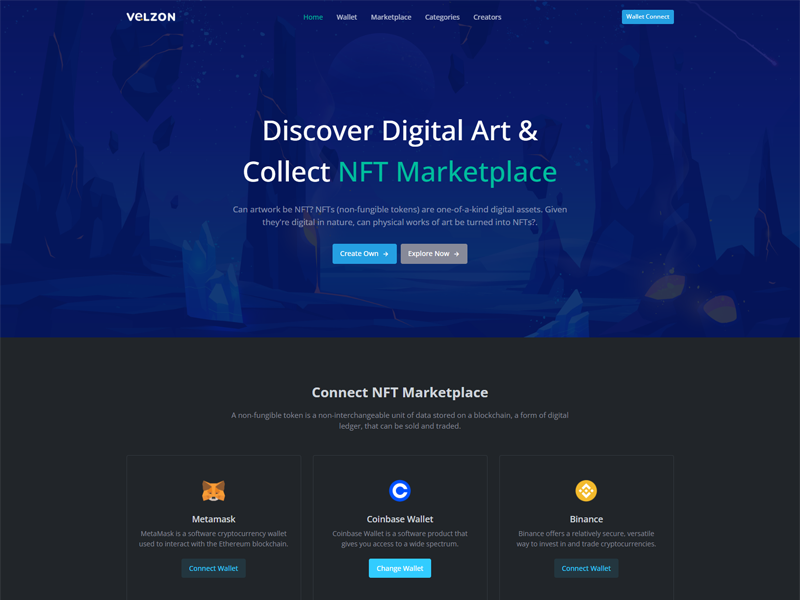 VELZON
Home Wallet Marketplace Categories Creators
Wallet Connect
Discover Digital Art &
Collect NFT Marketplace
Can artwork be NFT? NFTs (non-fungible tokens) are one-of-a-kind digital assets. Given
they're digital in nature, can physical works of art be turned into NFTs?.
Create Own →
Explore Now →
Connect NFT Marketplace
A non-fungible token is a non-interchangeable unit of data stored on a blockchain, a form of digital
ledger, that can be sold and traded.
Metamask
MetaMask is a software cryptocurrency wallet
used to interact with the Ethereum blockchain.
Connect Wallet
Coinbase Wallet
Coinbase Wallet is a software product that
gives you access to a wide spectrum.
Change Wallet
Binance
Binance offers a relatively secure, versatile
way to invest in and trade cryptocurrencies.
Connect Wallet